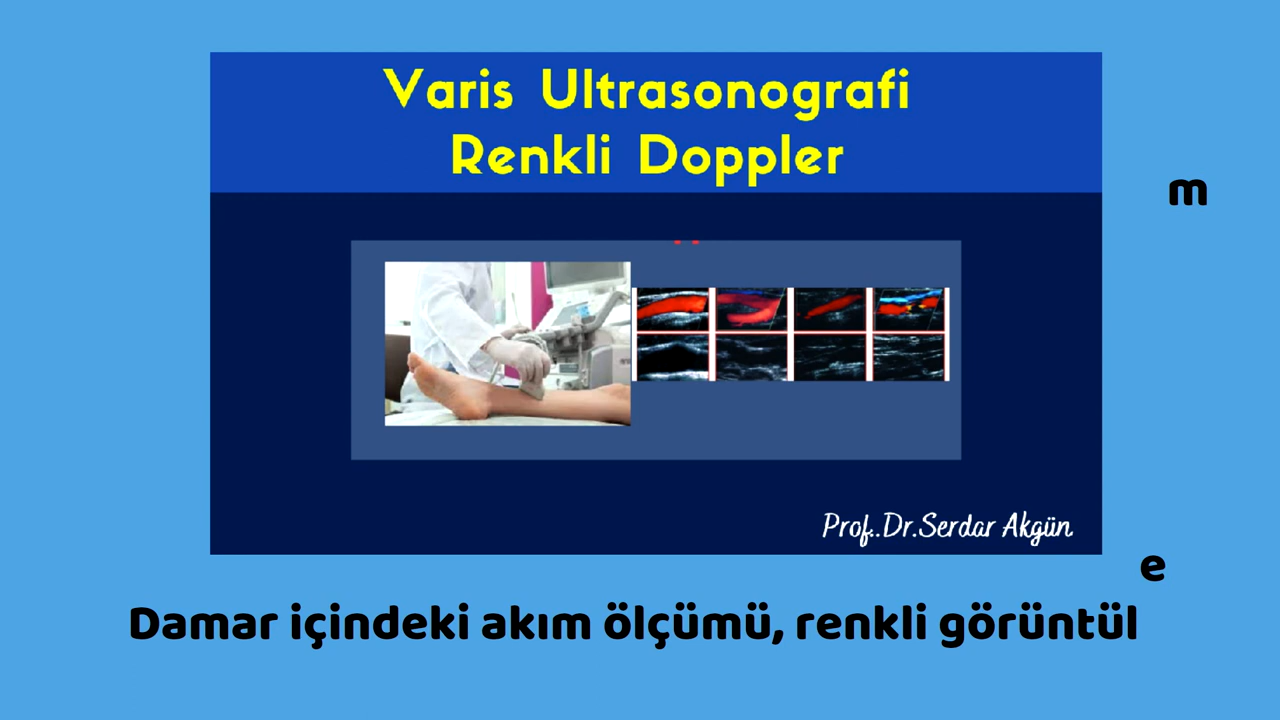 Varis Ultrasonografi
Renkli Doppler
m
Prof..Dr.Serdar Akgün
e
Damar içindeki akım ölçümü, renkli görüntül